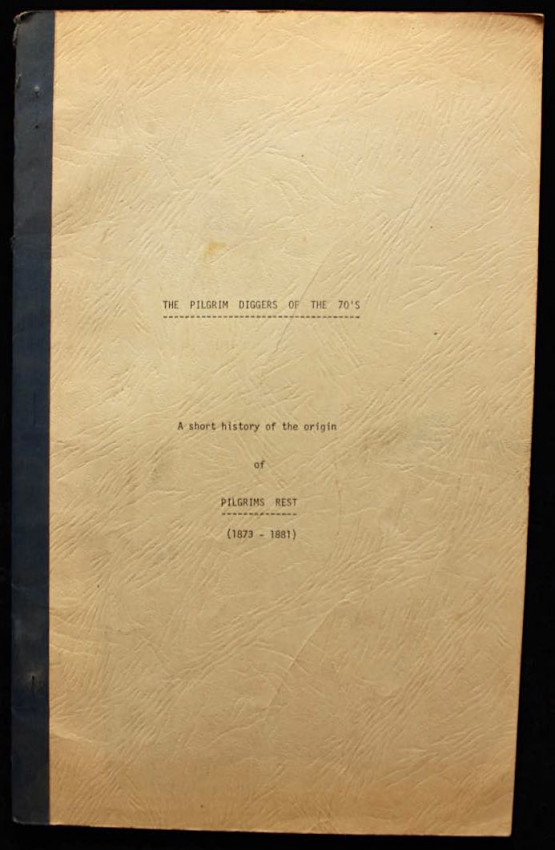 THE PILGRIM DIGGERS OF THE 70'S
A short history of the origin
of
PILGRIMS REST
(1873 - 1881)